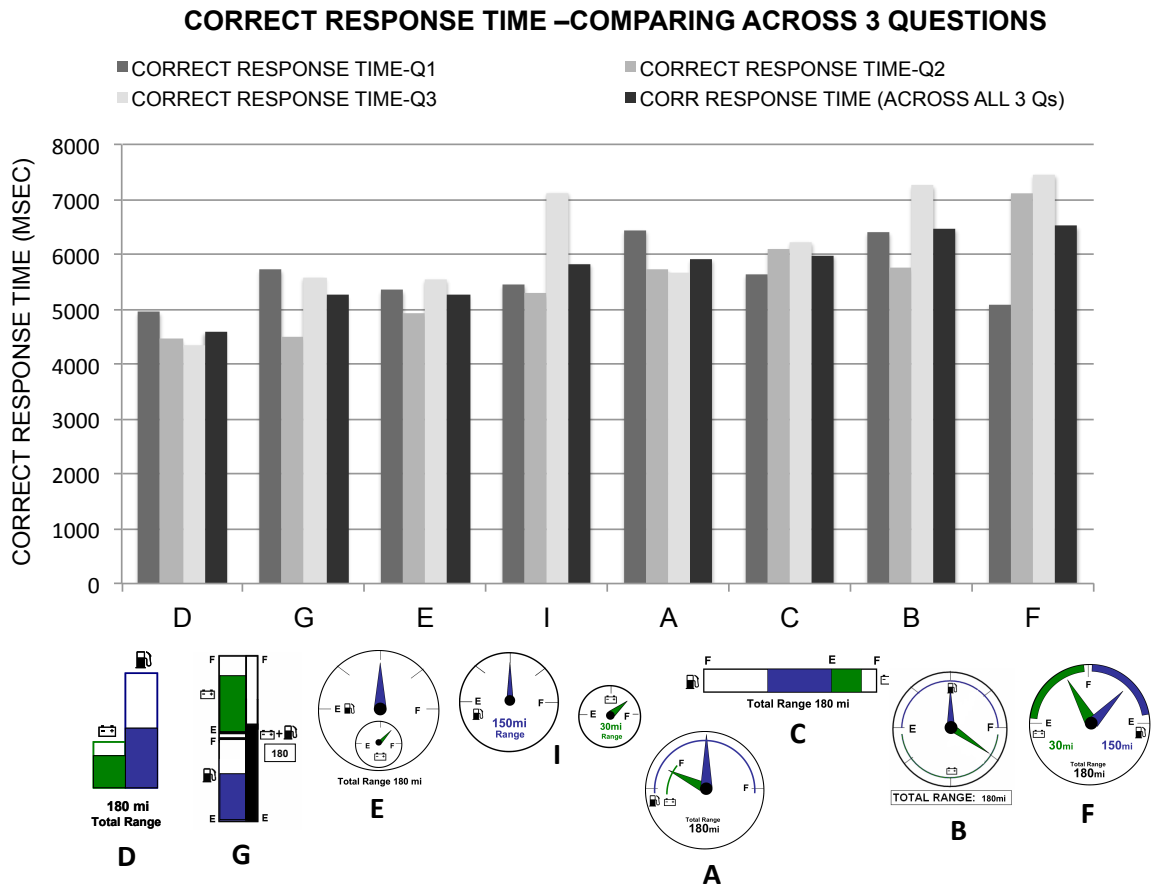 CORRECT RESPONSE TIME –COMPARING ACROSS 3 QUESTIONS
CORRECT RESPONSE TIME-Q1
CORRECT RESPONSE TIME-Q2
CORRECT RESPONSE TIME-Q3
CORR RESPONSE TIME (ACROSS ALL 3 Qs)
CORRECT RESPONSE TIME (MSEC)
8000
7000
6000
5000
4000
3000
2000
1000
0
D G E I A C B F
180 mi
Total Range
D
F F
E
F
E E
+
180
G
E F
E F
Total Range 180 mi
E
E F
150mi
Range
I
E F
30mi
Range
F
E F
Total Range
180mi
A
F E F
E
Total Range 180 mi
C
E F
TOTAL RANGE: 180mi
B
F
E E
30mi 150mi
Total Range
180mi
F